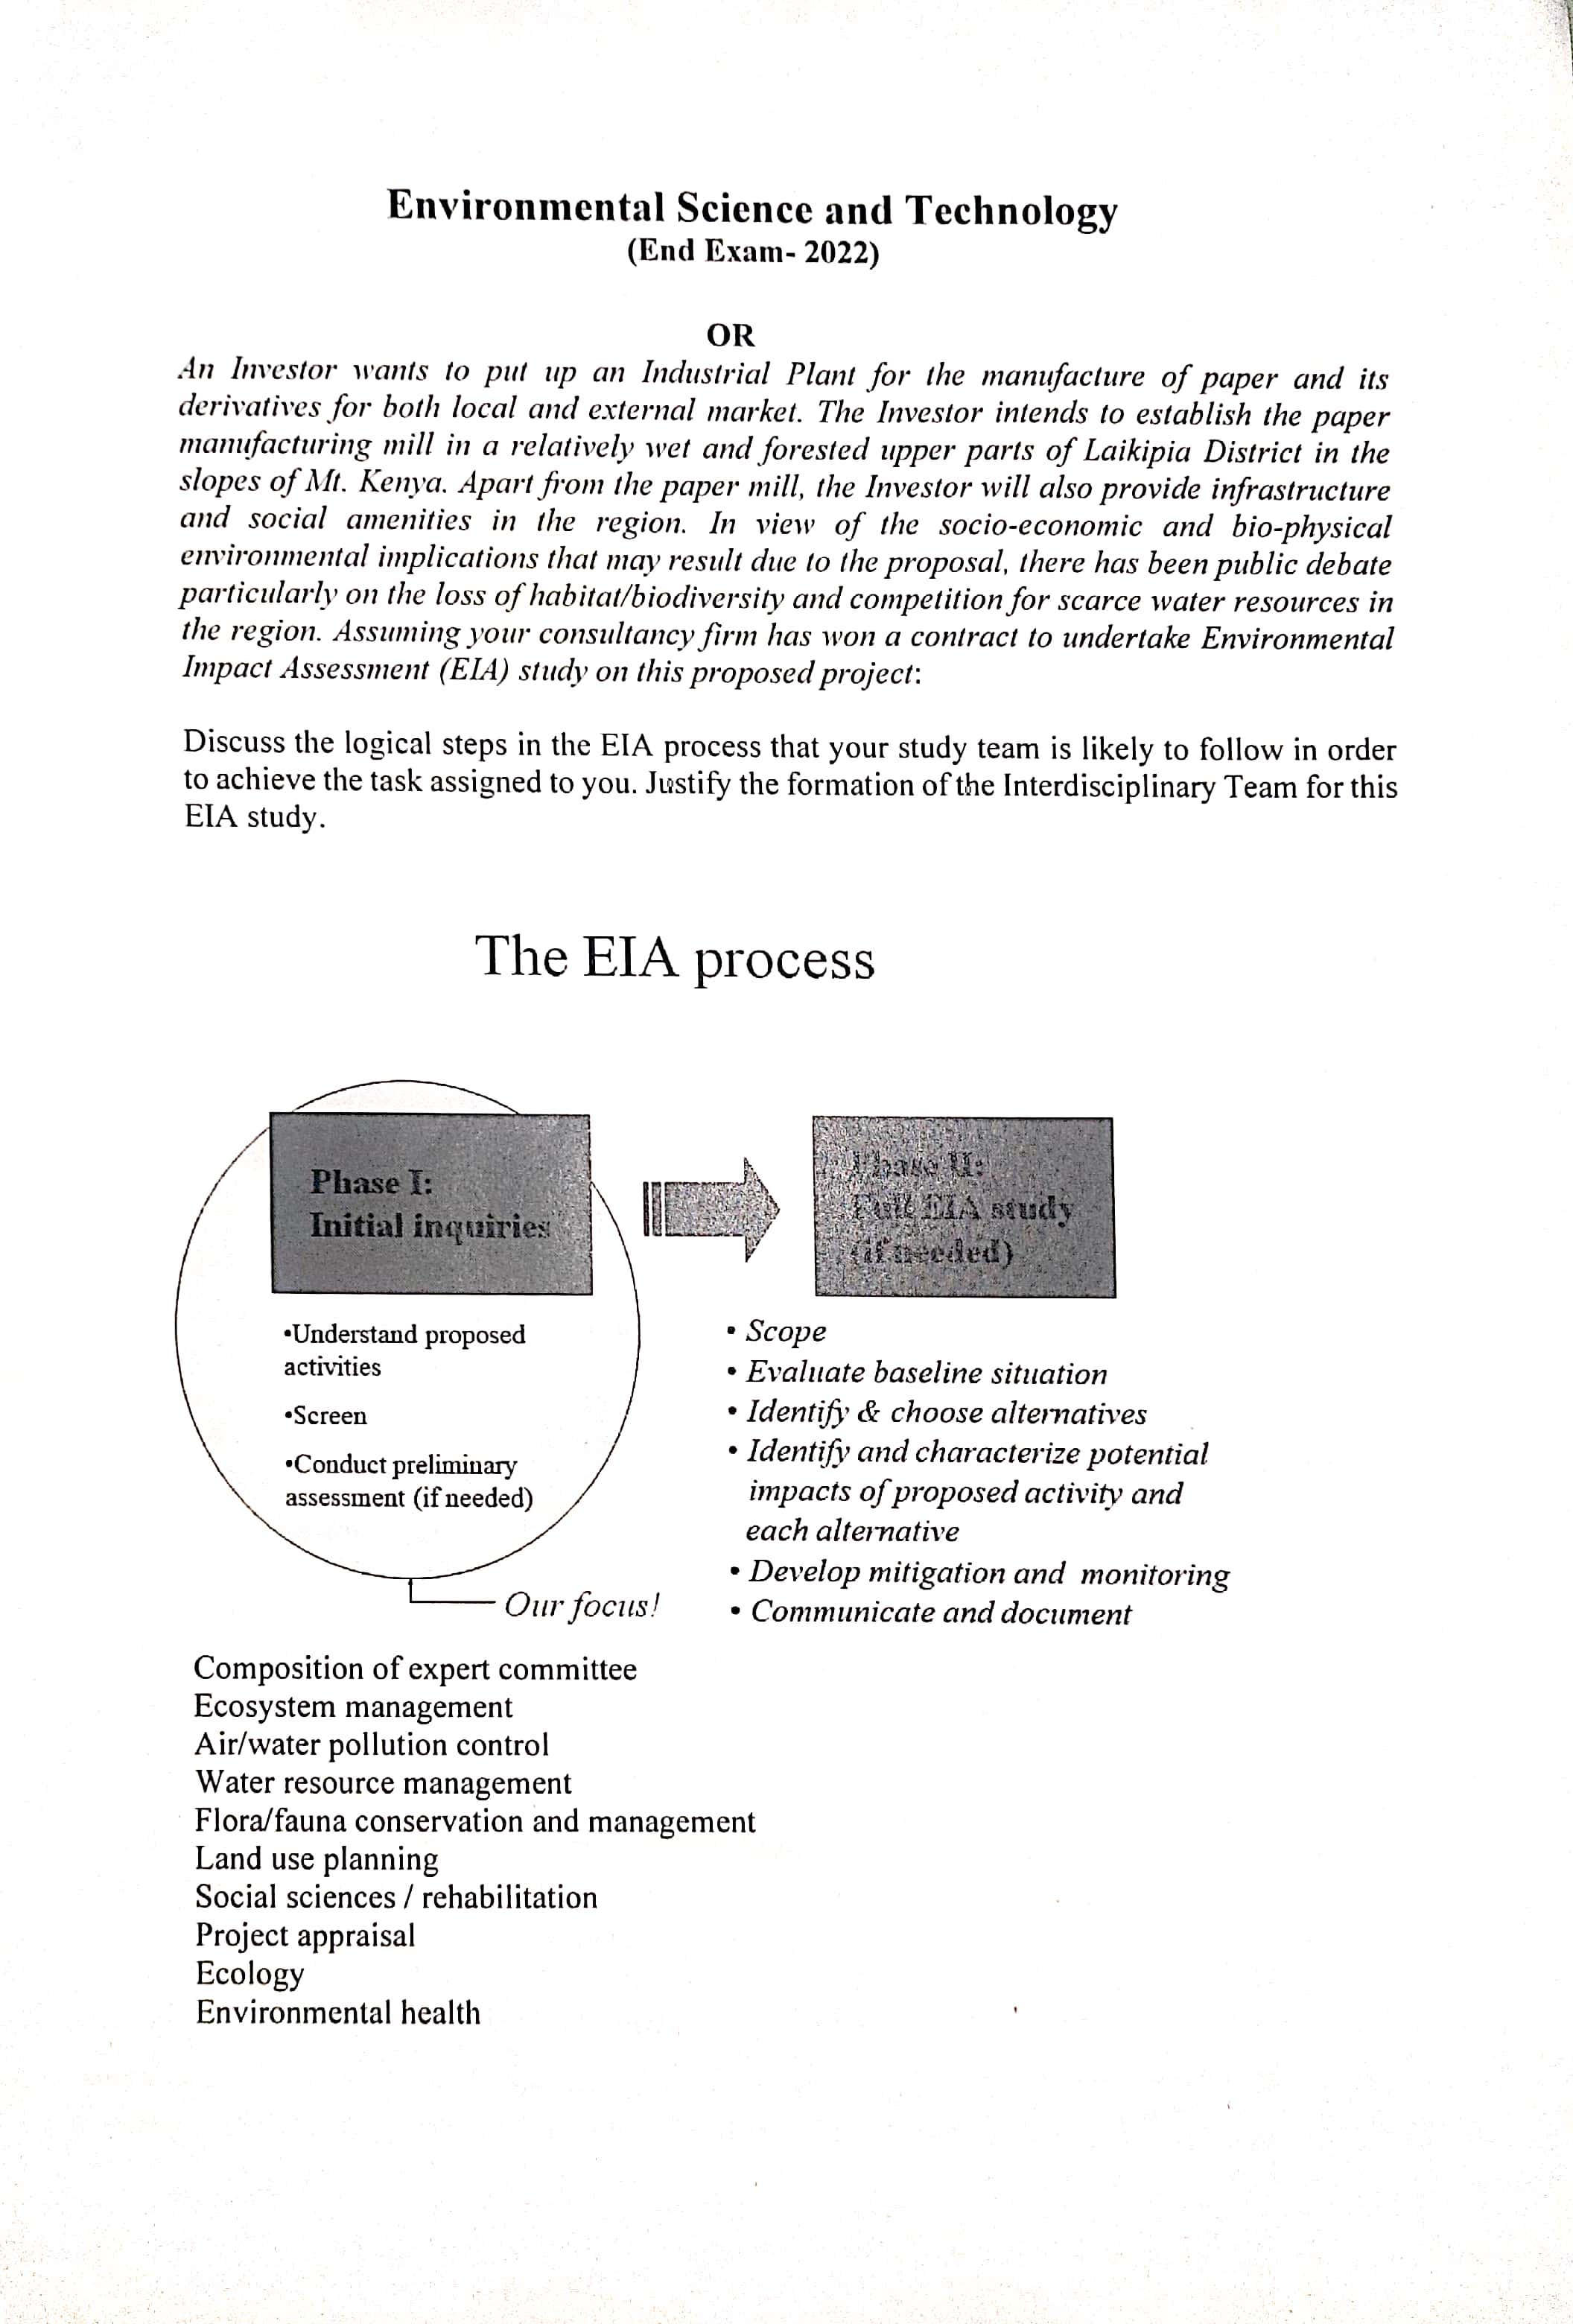 Environmental Science and Technology
(End Exam- 2022)
OR
An Investor wants to put up an Industrial Plant for the manufacture of paper and its
derivatives for both local and external market. The Investor intends to establish the paper
manufacturing mill in a relatively wet and forested upper parts of Laikipia District in the
slopes of Mt. Kenya. Apart from the paper mill, the Investor will also provide infrastructure
and social amenities in the region. In view of the socio-economic and bio-physical
environmental implications that may result due to the proposal, there has been public debate
particularly on the loss of habitat/biodiversity and competition for scarce water resources in
the region. Assuming your consultancy firm has won a contract to undertake Environmental
Impact Assessment (EIA) study on this proposed project:
Discuss the logical steps in the EIA process that your study team is likely to follow in order
to achieve the task assigned to you. Justify the formation of the Interdisciplinary Team for this
EIA study.
The EIA process
Phase I:
Initial inquiries
•Understand proposed
activities
•Screen
•Conduct preliminary
assessment (if needed)
Our focus!
Phase II:
Full EIA study
(if needed)
• Scope
• Evaluate baseline situation
• Identify & choose alternatives
• Identify and characterize potential
impacts of proposed activity and
each alternative
• Develop mitigation and monitoring
• Communicate and document
Composition of expert committee
Ecosystem management
Air/water pollution control
Water resource management
Flora/fauna conservation and management
Land use planning
Social sciences / rehabilitation
Project appraisal
Ecology
Environmental health